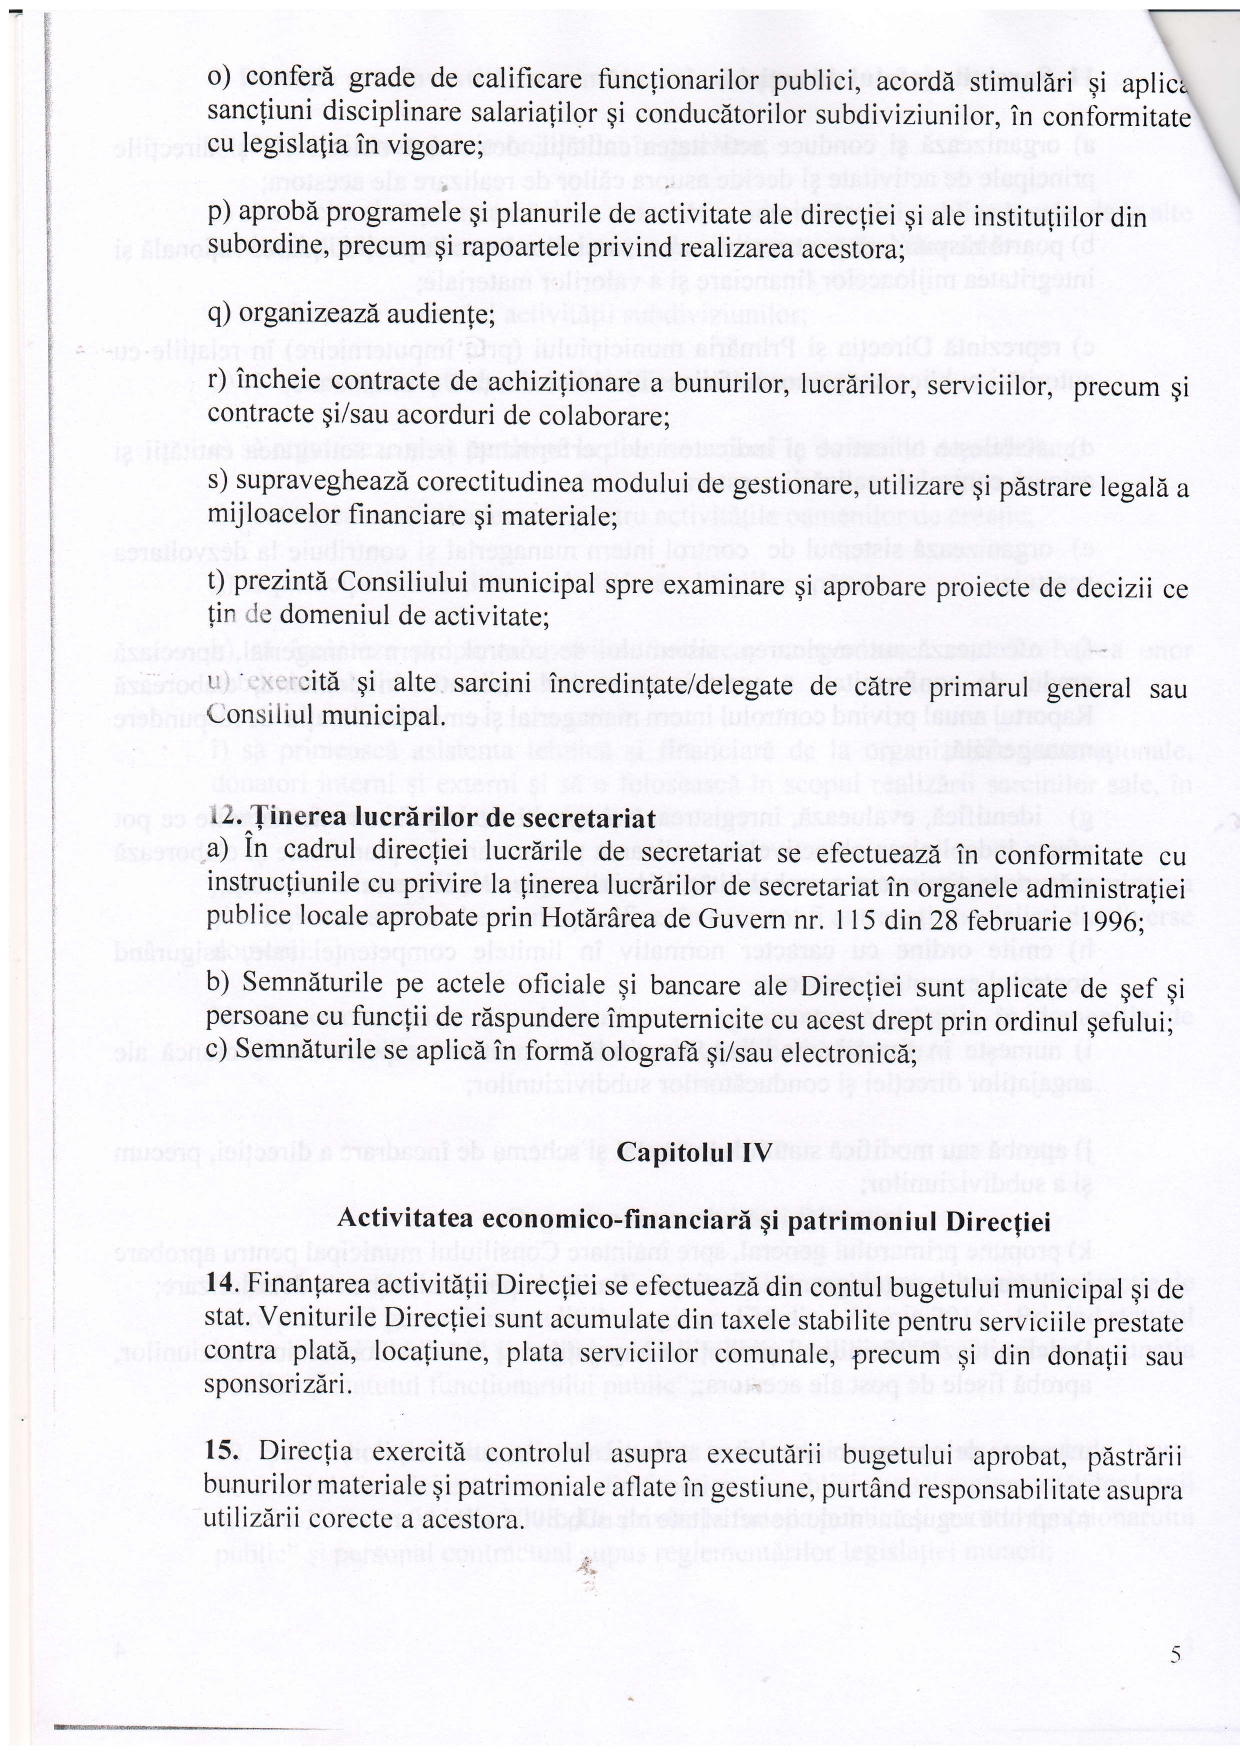 o) conferă grade de calificare funcționarilor publici, acordă stimulări și aplică
sancțiuni disciplinare salariaților și conducătorilor subdiviziunilor, în conformitate
cu legislația în vigoare;
p) aprobă programele și planurile de activitate ale direcției și ale instituțiilor din
subordine, precum și rapoartele privind realizarea acestora;
q) organizează audiențe;
r) încheie contracte de achiziționare a bunurilor, lucrărilor, serviciilor, precum și
contracte și/sau acorduri de colaborare;
s) supraveghează corectitudinea modului de gestionare, utilizare și păstrare legală a
mijloacelor financiare și materiale;
t) prezintă Consiliului municipal spre examinare și aprobare proiecte de decizii ce
țin de domeniul de activitate;
u) exercită și alte sarcini încredințate/delegate de către primarul general sau
Consiliul municipal.
12. Ținerea lucrărilor de secretariat
a) În cadrul direcției lucrările de secretariat se efectuează în conformitate cu
instrucțiunile cu privire la ținerea lucrărilor de secretariat în organele administrației
publice locale aprobate prin Hotărârea de Guvern nr. 115 din 28 februarie 1996;
b) Semnăturile pe actele oficiale și bancare ale Direcției sunt aplicate de șef și
persoane cu funcții de răspundere împuternicite cu acest drept prin ordinul șefului;
c) Semnăturile se aplică în formă olografă și/sau electronică;
Capitolul IV
Activitatea economico-financiară și patrimoniul Direcției
14. Finanțarea activității Direcției se efectuează din contul bugetului municipal și de
stat. Veniturile Direcției sunt acumulate din taxele stabilite pentru serviciile prestate
contra plată, locațiune, plata serviciilor comunale, precum și din donații sau
sponsorizări.
15. Direcția exercită controlul asupra executării bugetului aprobat, păstrării
bunurilor materiale și patrimoniale aflate în gestiune, purtând responsabilitate asupra
utilizării corecte a acestora.
5